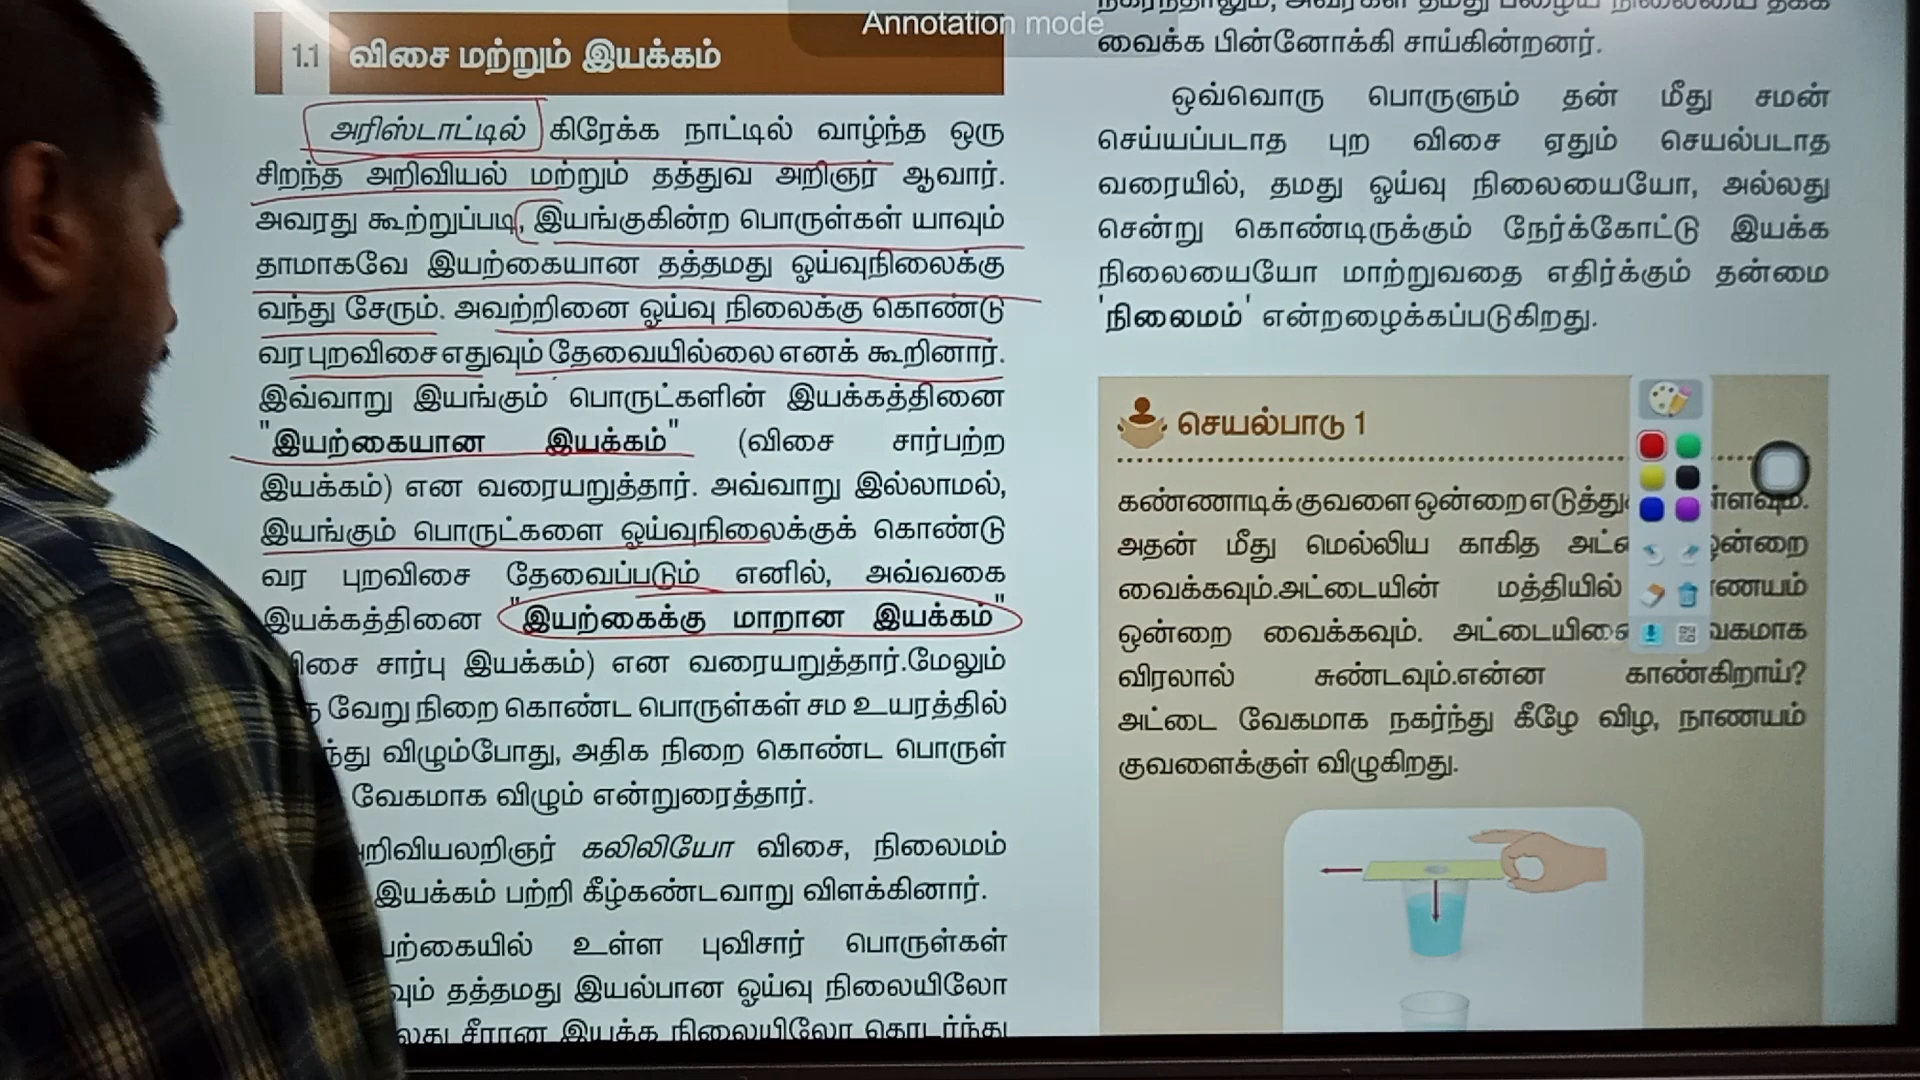 Annotation mode
1.1 விசை மற்றும் இயக்கம்
அரிஸ்டாட்டில் கிரேக்க நாட்டில் வாழ்ந்த ஒரு
சிறந்த அறிவியல் மற்றும் தத்துவ அறிஞர் ஆவார்.
அவரது கூற்றுப்படி, இயங்குகின்ற பொருள்கள் யாவும்
தாமாகவே இயற்கையான தத்தமது ஓய்வுநிலைக்கு
வந்து சேரும். அவற்றினை ஓய்வு நிலைக்கு கொண்டு
வர புறவிசை எதுவும் தேவையில்லை எனக் கூறினார்.
இவ்வாறு இயங்கும் பொருட்களின் இயக்கத்தினை
"இயற்கையான இயக்கம்" (விசை சார்பற்ற
இயக்கம்) என வரையறுத்தார். அவ்வாறு இல்லாமல்,
இயங்கும் பொருட்களை ஓய்வுநிலைக்குக் கொண்டு
வர புறவிசை தேவைப்படும் எனில், அவ்வகை
இயக்கத்தினை "இயற்கைக்கு மாறான இயக்கம்"
சார்பு இயக்கம்) என வரையறுத்தார்.மேலும்
வேறு நிறை கொண்ட பொருள்கள் சம உயரத்தில்
விழும்போது, அதிக நிறை கொண்ட பொருள்
வேகமாக விழும் என்றுரைத்தார்.
கலிலியோ விசை, நிலைமம்
இயக்கம் பற்றி கீழ்கண்டவாறு விளக்கினார்.
உள்ள புவிசார் பொருள்கள்
தத்தமது இயல்பான ஓய்வு நிலையிலோ
சீரான இயக்க நிலையிலோ தொடர்ந்து
வைக்க பின்னோக்கி சாய்கின்றனர்.
ஒவ்வொரு பொருளும் தன் மீது சமன்
செய்யப்படாத புற விசை ஏதும் செயல்படாத
வரையில், தமது ஓய்வு நிலையையோ, அல்லது
சென்று கொண்டிருக்கும் நேர்க்கோட்டு இயக்க
நிலையையோ மாற்றுவதை எதிர்க்கும் தன்மை
'நிலைமம்' என்றழைக்கப்படுகிறது.
செயல்பாடு 1
கண்ணாடிக் குவளை ஒன்றை எடுத்து
அதன் மீது மெல்லிய காகித ஒன்றை
வைக்கவும்.அட்டையின் மத்தியில்
ஒன்றை வைக்கவும். அட்டையினை
விரலால் சுண்டவும்.என்ன காண்கிறாய்?
அட்டை வேகமாக நகர்ந்து கீழே விழ, நாணயம்
குவளைக்குள் விழுகிறது.